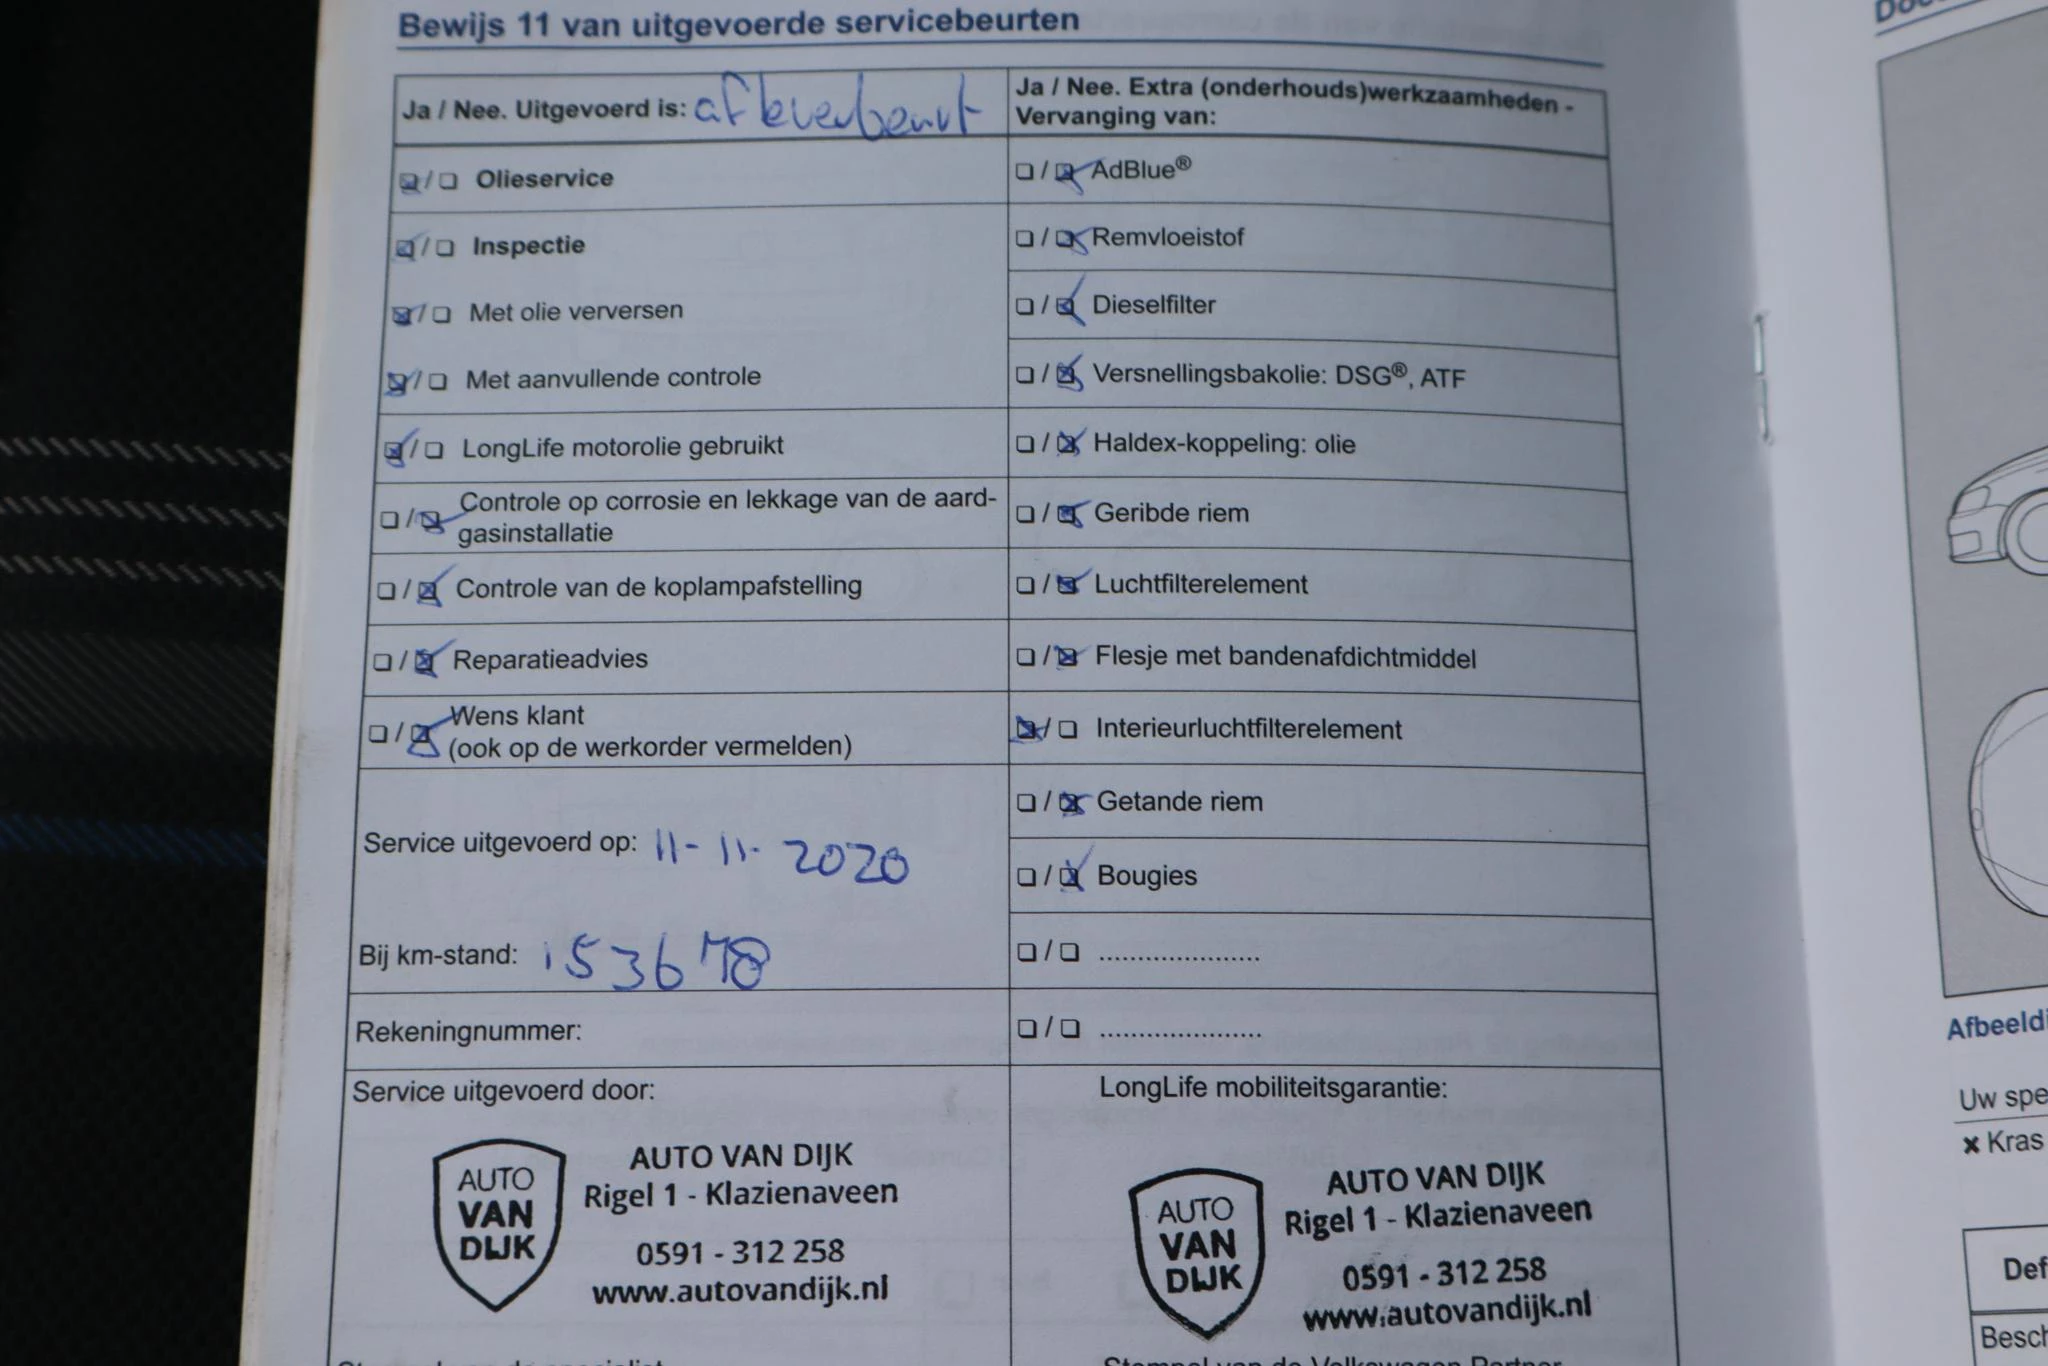 Bewijs 11 van uitgevoerde servicebeurten
Ja / Nee. Uitgevoerd is: afleverbeurt
☒ / ☐ Olieservice
☒ / ☐ Inspectie
☒ / ☐ Met olie verversen
☒ / ☐ Met aanvullende controle
☒ / ☐ LongLife motorolie gebruikt
☐ / ☒ Controle op corrosie en lekkage van de aard-
gasinstallatie
☐ / ☒ Controle van de koplampafstelling
☐ / ☒ Reparatieadvies
☐ / ☒ Wens klant
(ook op de werkorder vermelden)
Service uitgevoerd op: 11-11-2020
Bij km-stand: 153678
Rekeningnummer:
Service uitgevoerd door:
AUTO
VAN
DIJK
AUTO VAN DIJK
Rigel 1 - Klazienaveen
0591 - 312 258
www.autovandijk.nl
Ja / Nee. Extra (onderhouds)werkzaamheden -
Vervanging van:
☐ / ☒ AdBlue®
☐ / ☒ Remvloeistof
☐ / ☒ Dieselfilter
☐ / ☒ Versnellingsbakolie: DSG®, ATF
☐ / ☒ Haldex-koppeling: olie
☐ / ☒ Geribde riem
☐ / ☒ Luchtfilterelement
☐ / ☒ Flesje met bandenafdichtmiddel
☒ / ☐ Interieurluchtfilterelement
☐ / ☒ Getande riem
☐ / ☒ Bougies
☐ / ☐ .....................
☐ / ☐ .....................
LongLife mobiliteitsgarantie:
AUTO
VAN
DIJK
AUTO VAN DIJK
Rigel 1 - Klazienaveen
0591 - 312 258
www.autovandijk.nl
Stempel van de Volkswagen Partner
Afbeeldi
Uw spe
× Kras
Def
Besch